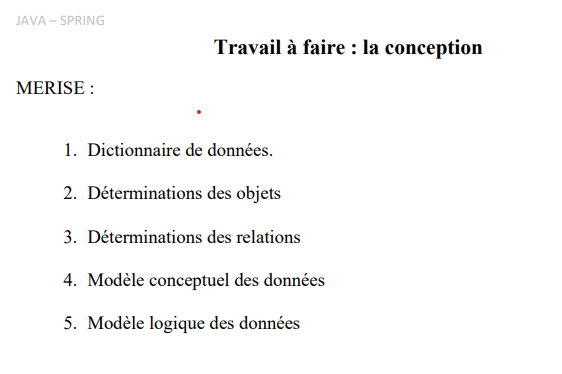 JAVA – SPRING
Travail à faire : la conception
MERISE :
1. Dictionnaire de données.
2. Déterminations des objets
3. Déterminations des relations
4. Modèle conceptuel des données
5. Modèle logique des données